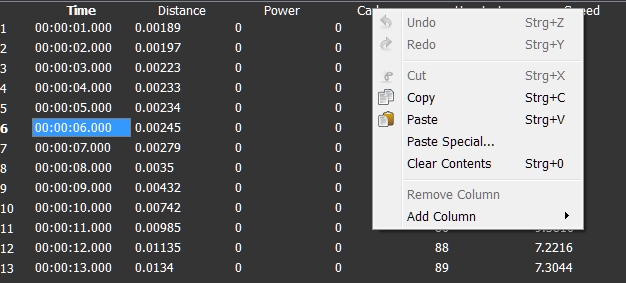 Time Distance Power
1 00:00:01.000 0.00189 0 0
2 00:00:02.000 0.00197 0 0
3 00:00:03.000 0.00223 0 0
4 00:00:04.000 0.00233 0 0
5 00:00:05.000 0.00234 0 0
6 00:00:06.000 0.00245 0 0
7 00:00:07.000 0.00279 0 0
8 00:00:08.000 0.0035 0 0
9 00:00:09.000 0.00432 0 0
10 00:00:10.000 0.00742 0 0
11 00:00:11.000 0.00985 0 0
12 00:00:12.000 0.01135 0 0 88 7.2216
13 00:00:13.000 0.0134 0 0 89 7.3044
Undo Strg+Z
Redo Strg+Y
Cut Strg+X
Copy Strg+C
Paste Strg+V
Paste Special...
Clear Contents Strg+0
Remove Column
Add Column